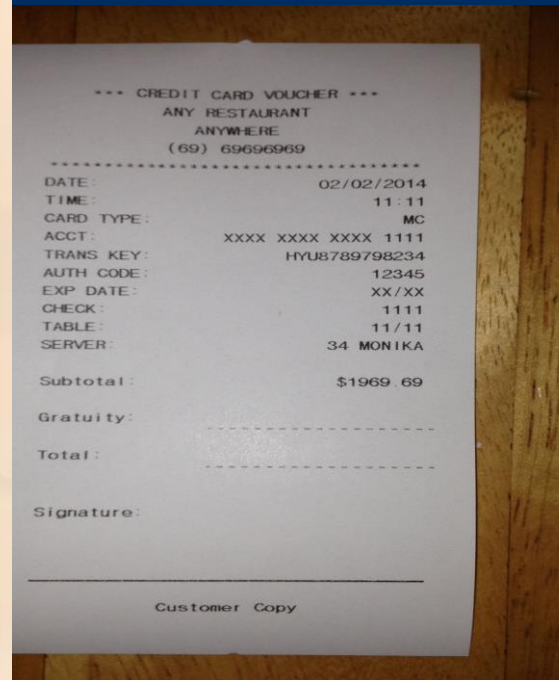 *** CREDIT CARD VOUCHER ***
ANY RESTAURANT
ANYWHERE
(69) 69696969
************************************
DATE: 02/02/2014
TIME: 11:11
CARD TYPE: MC
ACCT: XXXX XXXX XXXX 1111
TRANS KEY: HYU8789798234
AUTH CODE: 12345
EXP DATE: XX/XX
CHECK: 1111
TABLE: 11/11
SERVER: 34 MONIKA
Subtotal: $1969.69
Gratuity:
Total:
Signature:
Customer Copy